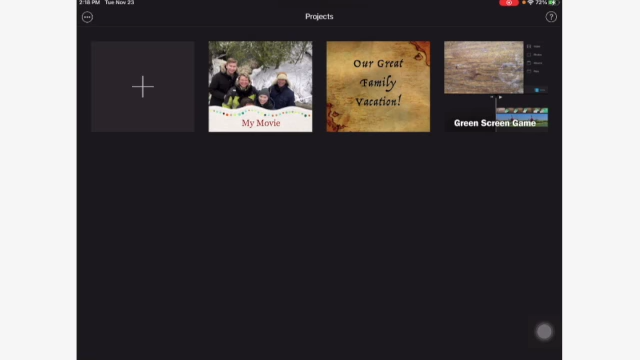 2:18 PM Tue Nov 23
72%
Projects
?
My Movie
Our Great
Family
Vacation!
Green Screen Game